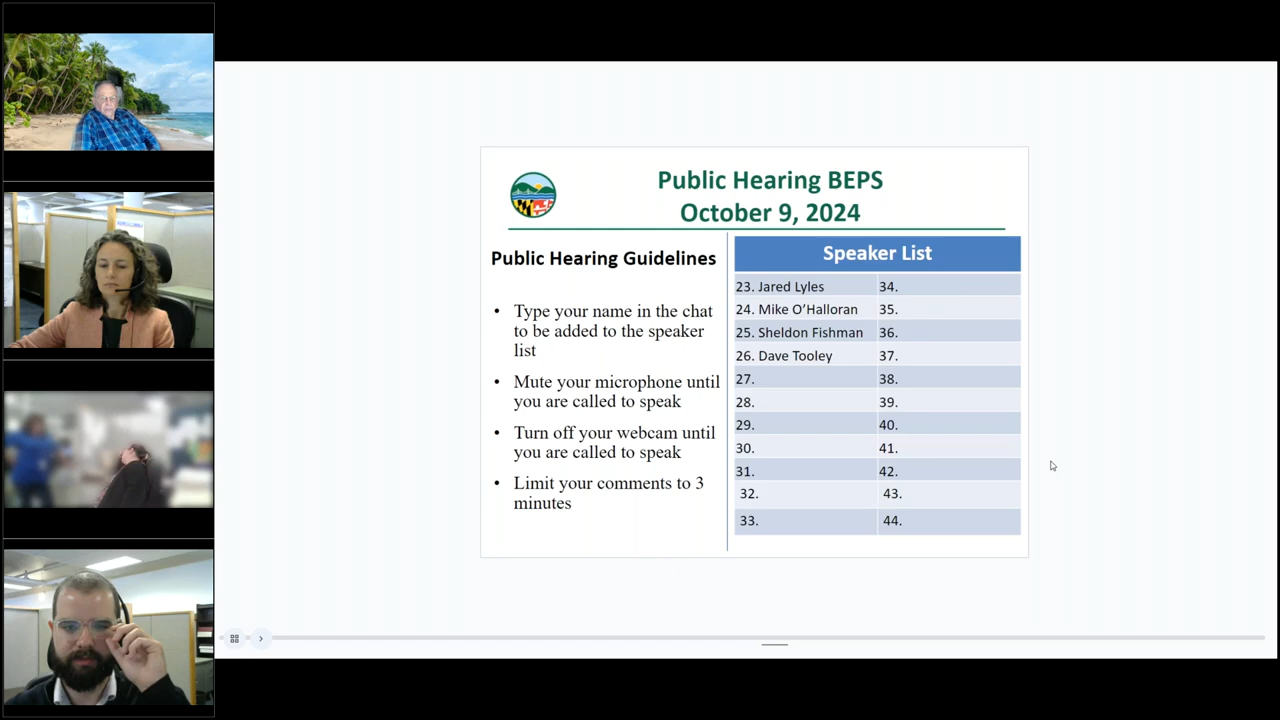 Public Hearing BEPS
October 9, 2024
Public Hearing Guidelines
• Type your name in the chat
to be added to the speaker
list
• Mute your microphone until
you are called to speak
• Turn off your webcam until
you are called to speak
• Limit your comments to 3
minutes
Speaker List
23. Jared Lyles 34.
24. Mike O’Halloran 35.
25. Sheldon Fishman 36.
26. Dave Tooley 37.
27. 38.
28. 39.
29. 40.
30. 41.
31. 42.
32. 43.
33. 44.